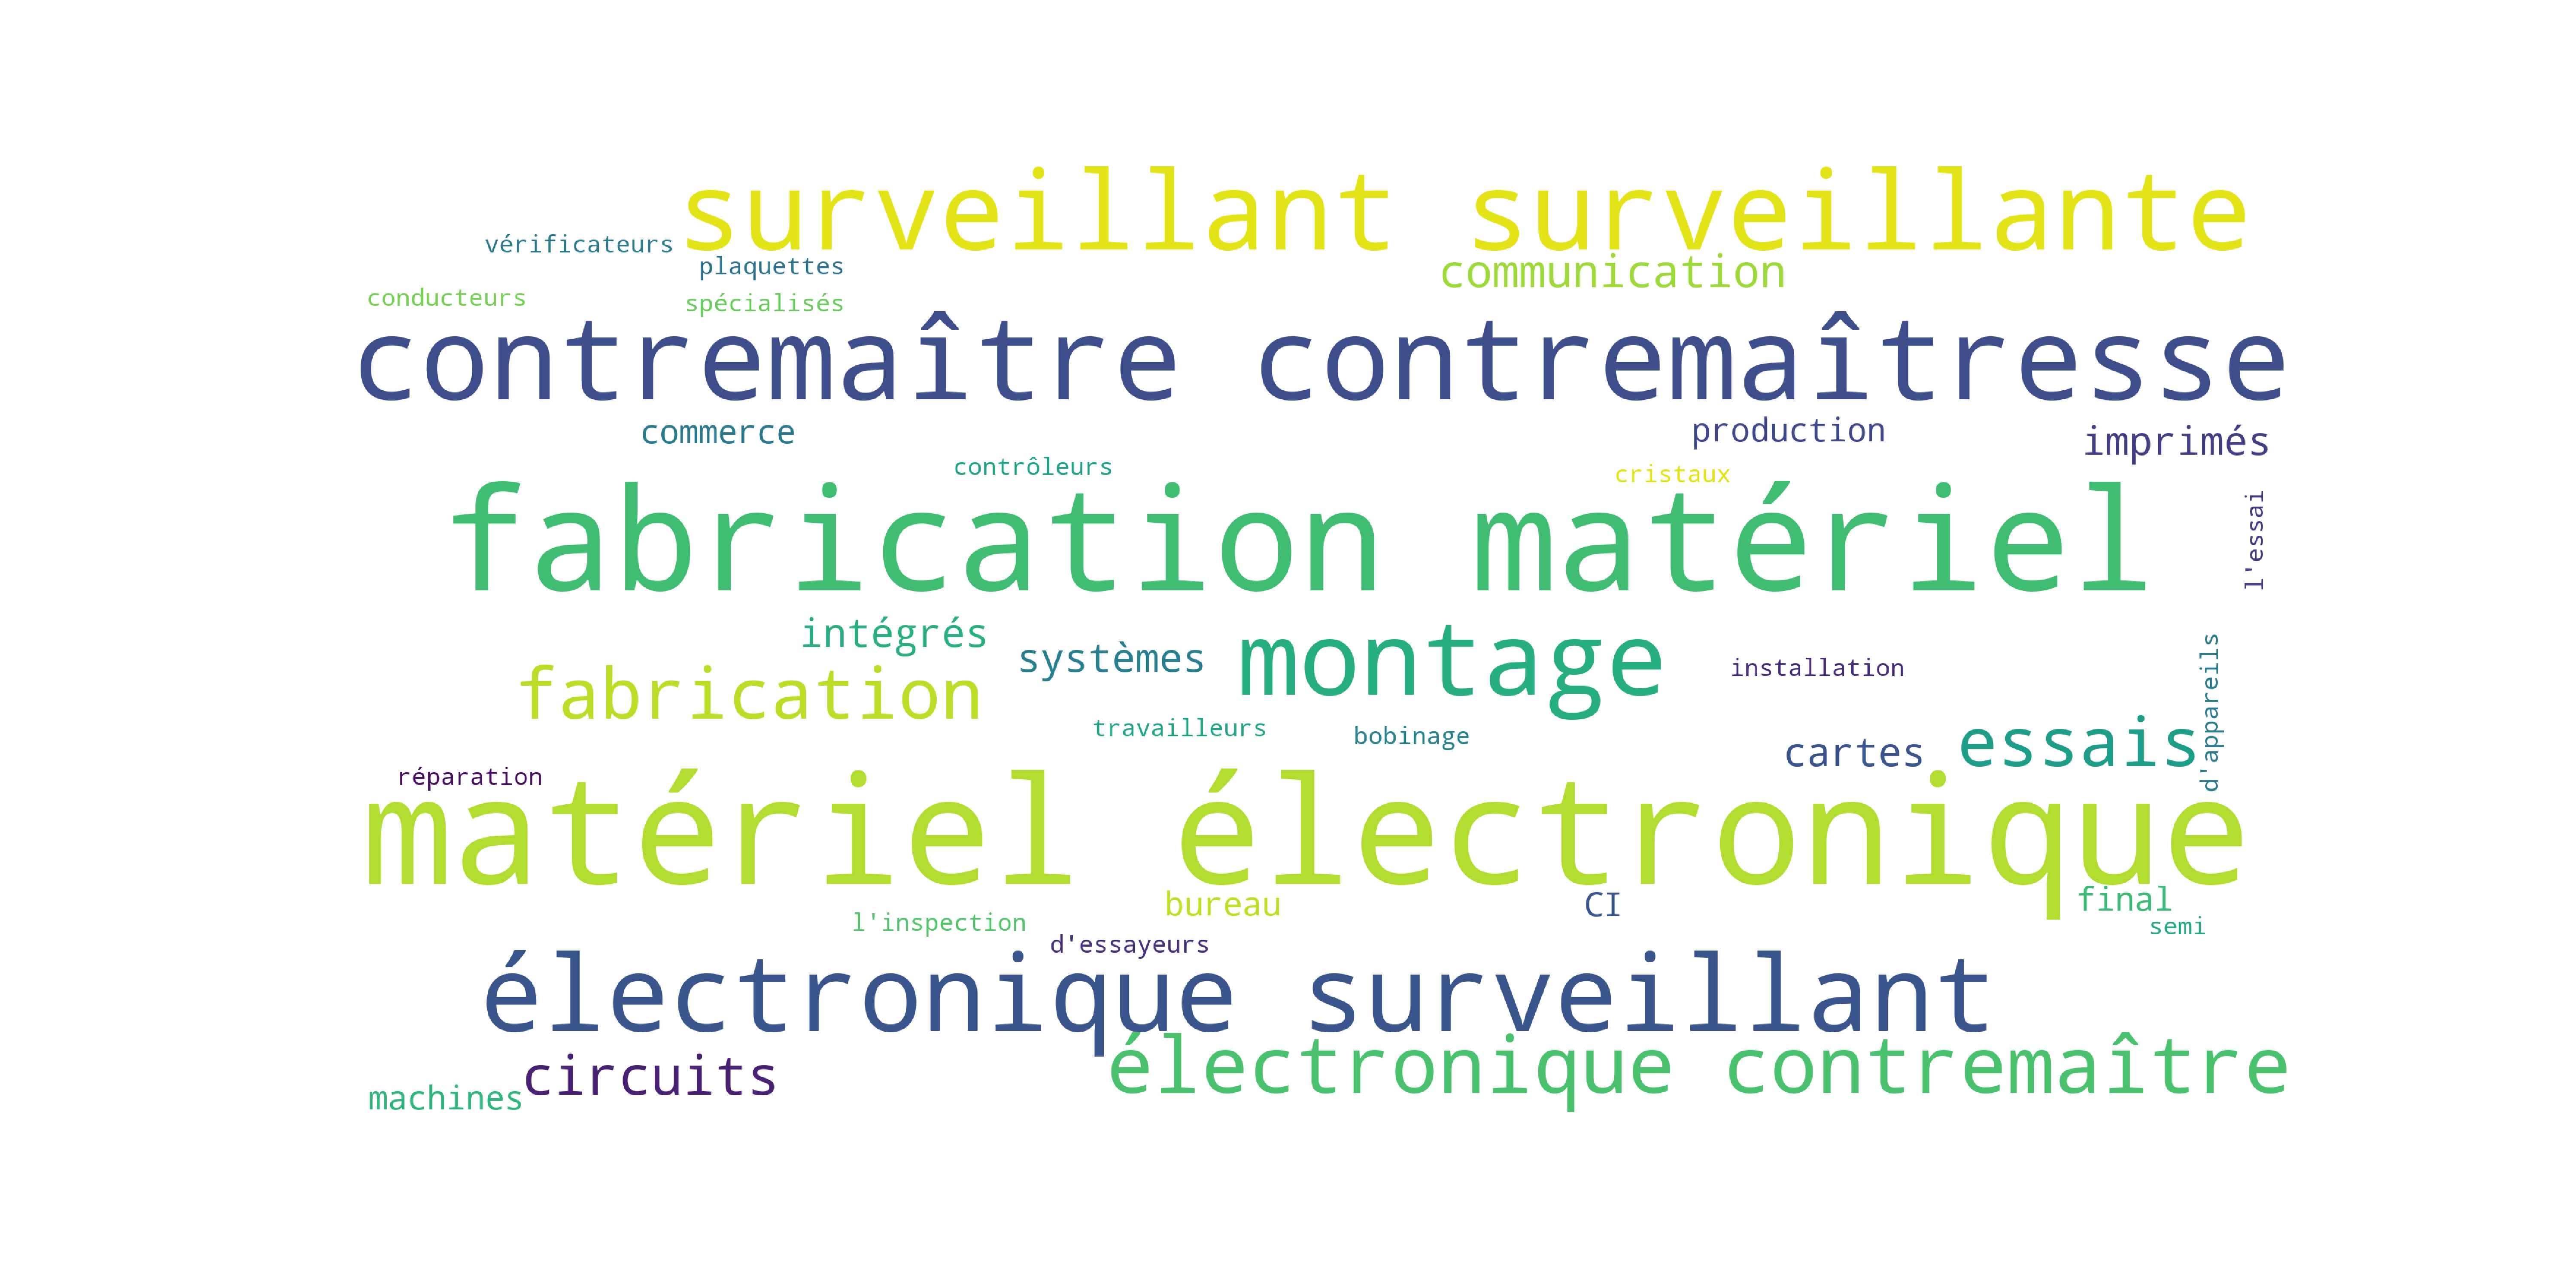 surveillant surveillante
vérificateurs
plaquettes
communication
conducteurs
spécialisés
contremaître contremaîtresse
commerce
production
imprimés
contrôleurs
cristaux
l'essai
fabrication matériel
intégrés
systèmes
montage
installation
d'appareils
fabrication
travailleurs
bobinage
cartes
essais
réparation
matériel électronique
bureau
CI
final
l'inspection
semi
d'essayeurs
électronique surveillant
circuits
électronique contremaître
machines